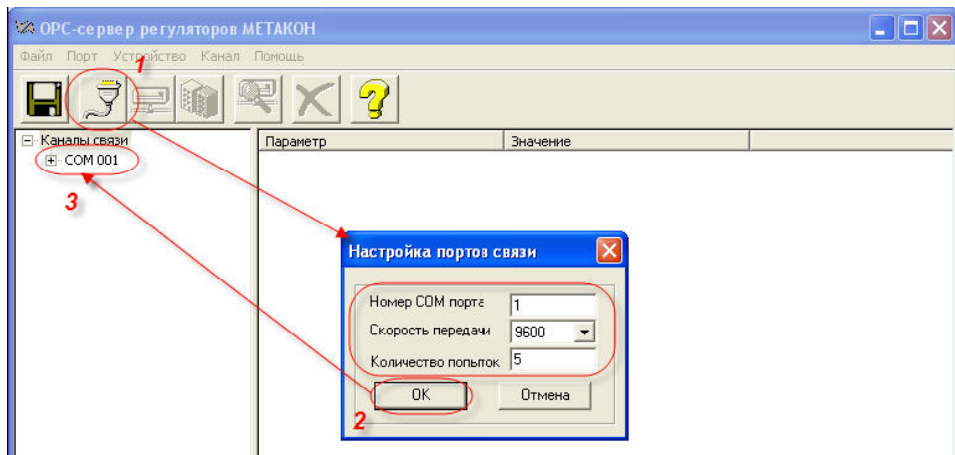 OPC-сервер регуляторов МЕТАКОН
Файл Порт Устройство Канал Помощь
1
Каналы связи
COM 001
3
Параметр Значение
Настройка портов связи
Номер COM порта 1
Скорость передачи 9600
Количество попыток 5
OK Отмена
2